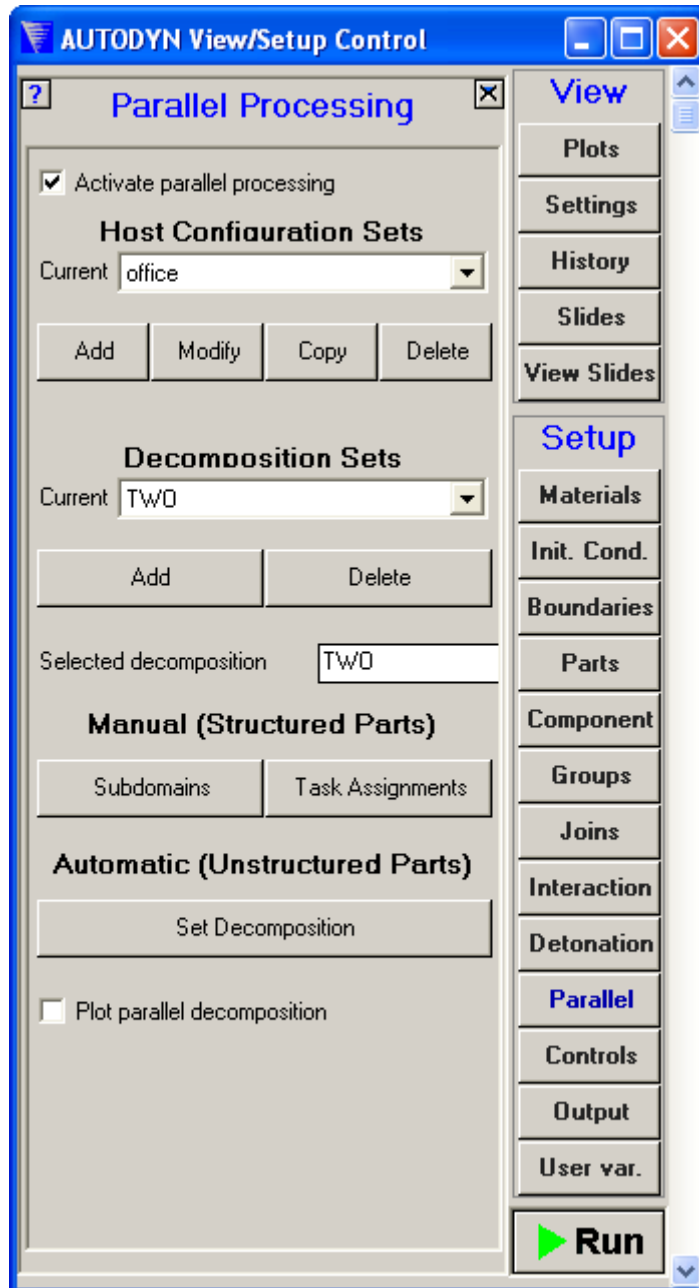 AUTODYN View/Setup Control
?
Parallel Processing
Activate parallel processing
Host Configuration Sets
Current office
Add Modify Copy Delete
Decomposition Sets
Current TWO
Add Delete
Selected decomposition TWO
Manual (Structured Parts)
Subdomains Task Assignments
Automatic (Unstructured Parts)
Set Decomposition
Plot parallel decomposition
View
Plots
Settings
History
Slides
View Slides
Setup
Materials
Init. Cond.
Boundaries
Parts
Component
Groups
Joins
Interaction
Detonation
Parallel
Controls
Output
User var.
Run